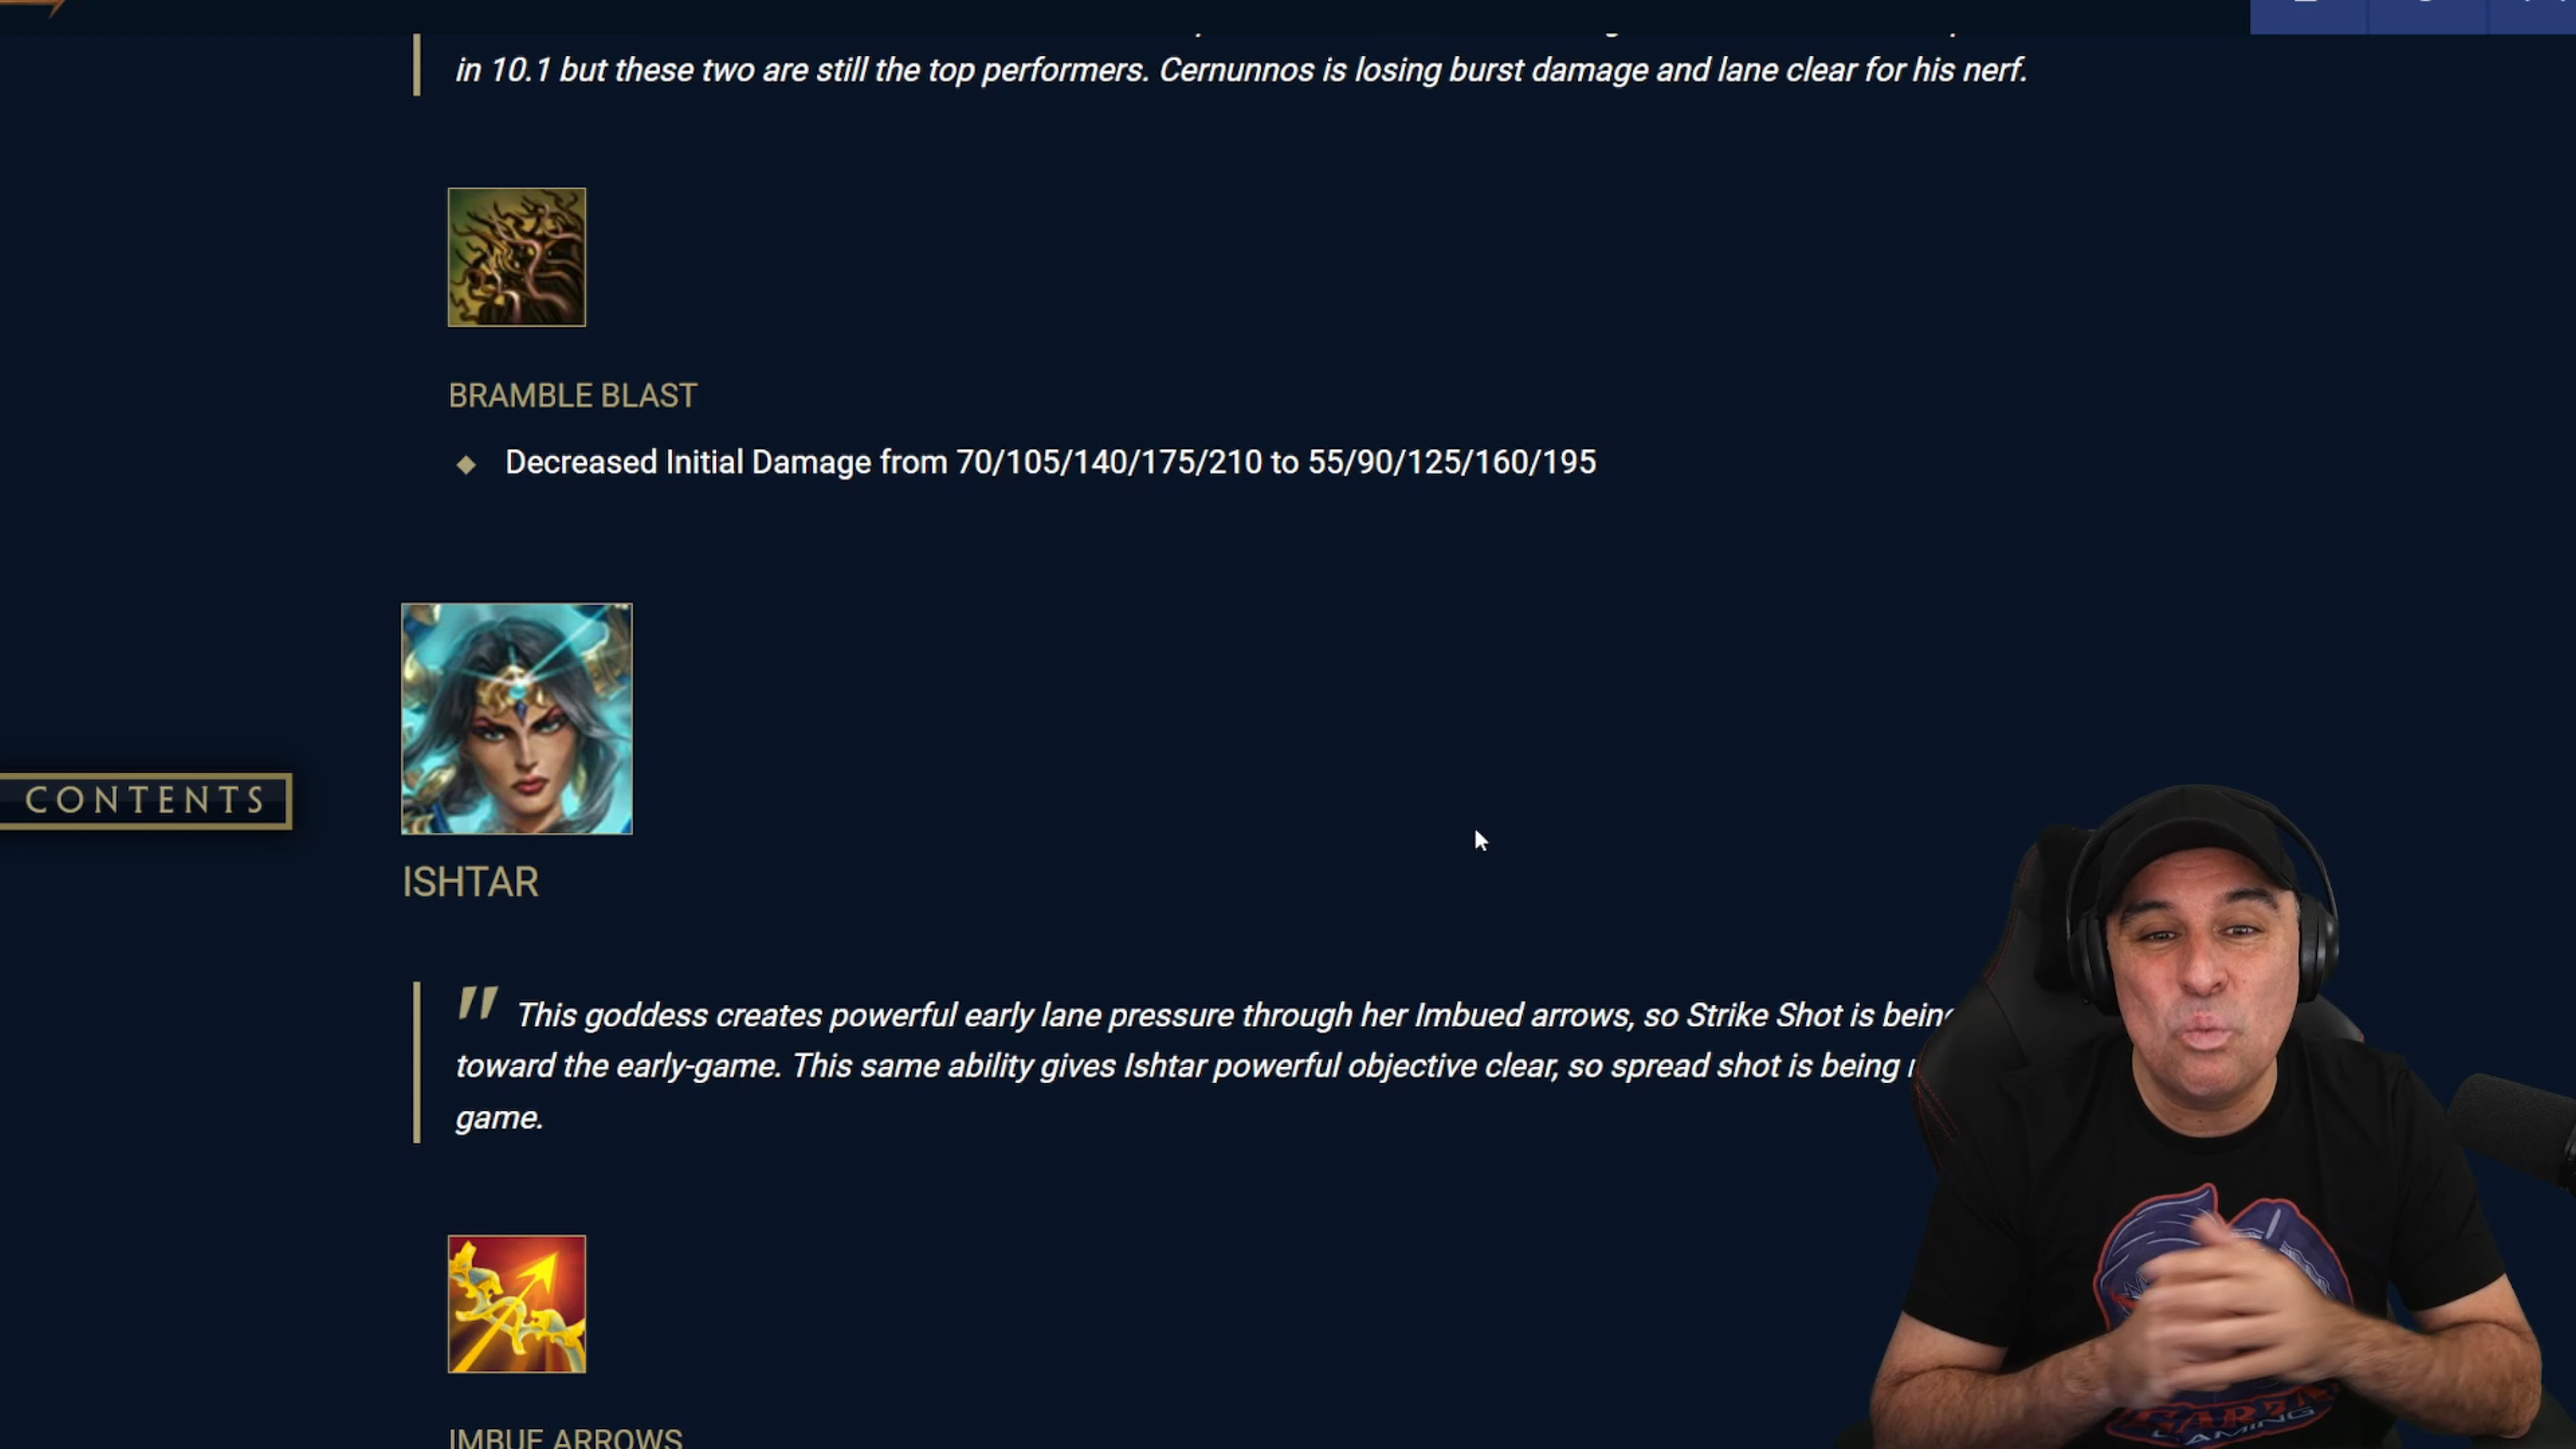 in 10.1 but these two are still the top performers. Cernunnos is losing burst damage and lane clear for his nerf.
BRAMBLE BLAST
Decreased Initial Damage from 70/105/140/175/210 to 55/90/125/160/195
CONTENTS
ISHTAR
" This goddess creates powerful early lane pressure through her Imbued arrows, so Strike Shot is being
toward the early-game. This same ability gives Ishtar powerful objective clear, so spread shot is being
game.
IMBUE ARROWS
GAMING